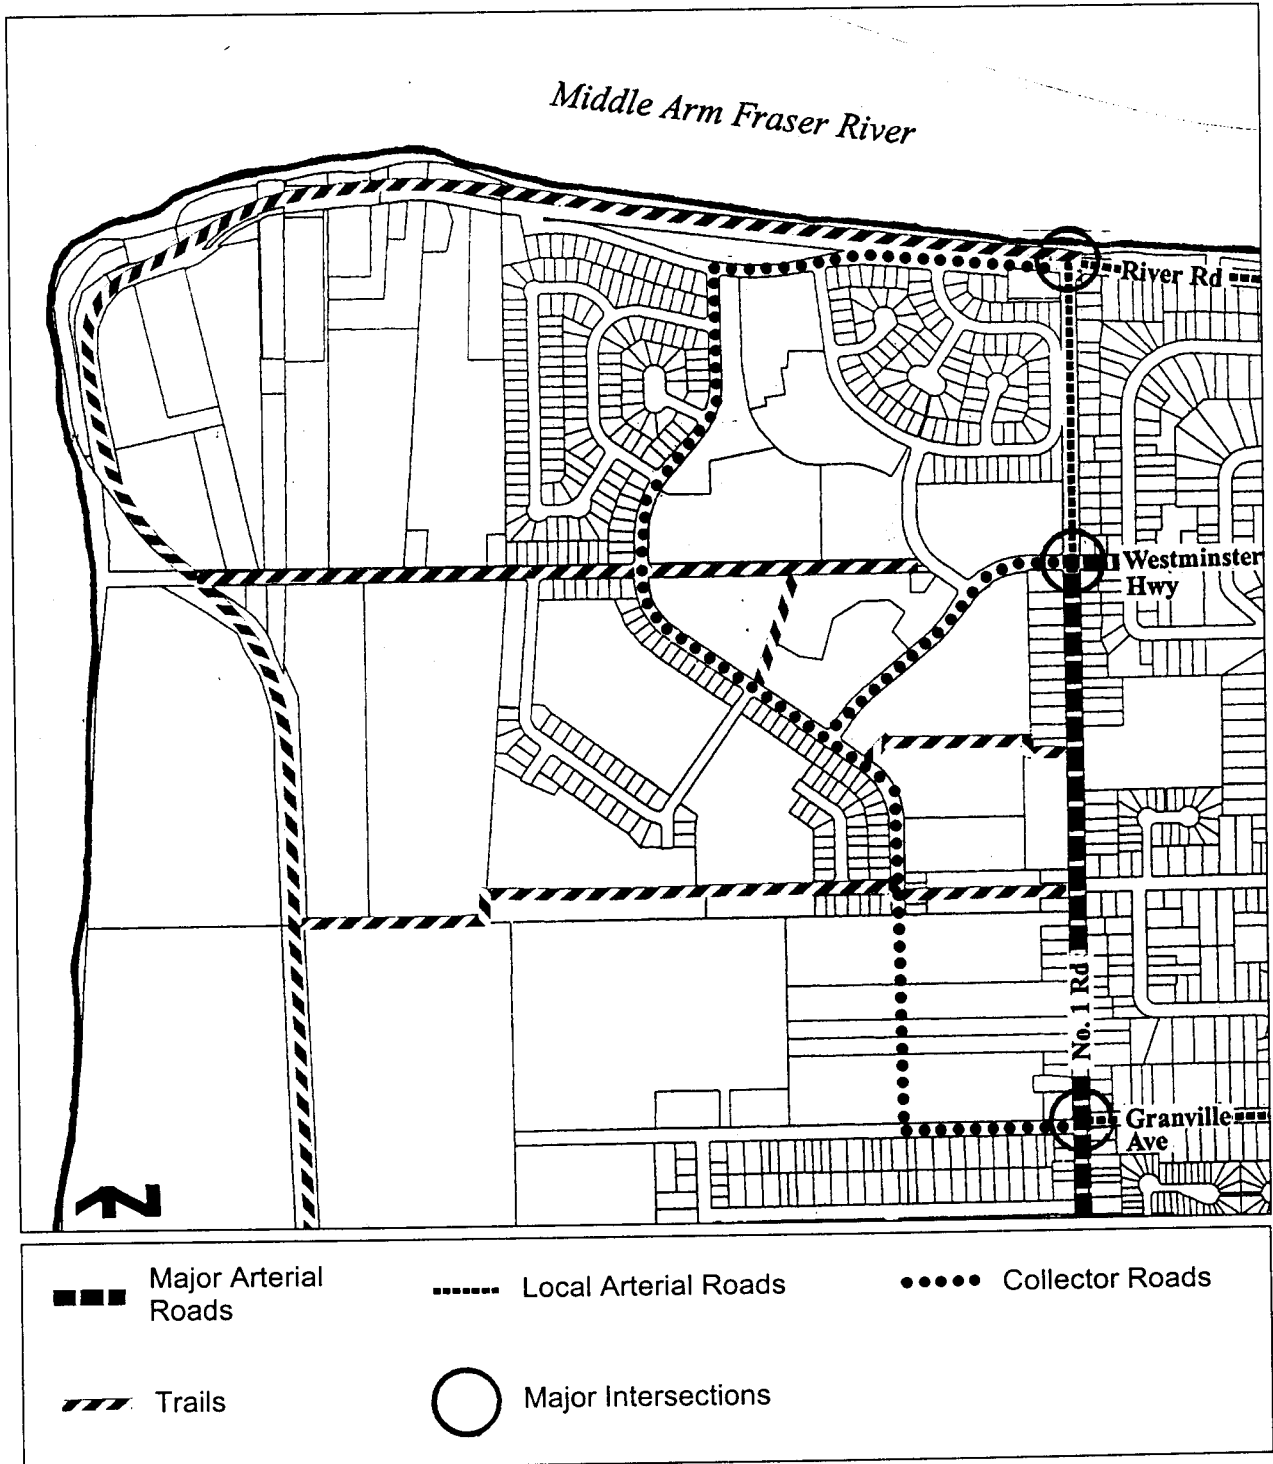 Middle Arm Fraser River
River Rd
Westminster
Hwy
No. 1 Rd
Granville
Ave
Major Arterial
Roads
Local Arterial Roads
Collector Roads
Trails
Major Intersections